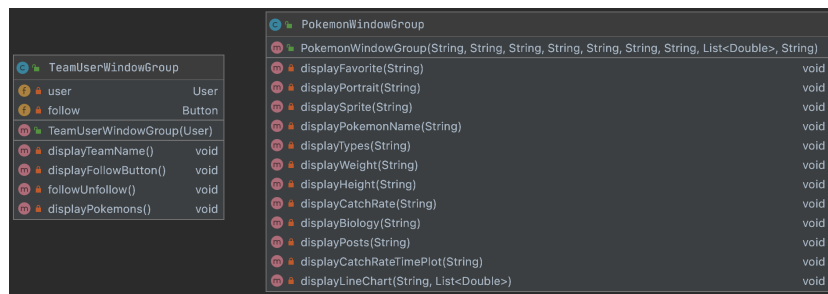 TeamUserWindowGroup
user User
follow Button
TeamUserWindowGroup(User)
displayTeamName() void
displayFollowButton() void
followUnfollow() void
displayPokemons() void
PokemonWindowGroup
PokemonWindowGroup(String, String, String, String, String, String, String, List<Double>, String)
displayFavorite(String) void
displayPortrait(String) void
displaySprite(String) void
displayPokemonName(String) void
displayTypes(String) void
displayWeight(String) void
displayHeight(String) void
displayCatchRate(String) void
displayBiology(String) void
displayPosts(String) void
displayCatchRateTimePlot(String) void
displayLineChart(String, List<Double>) void